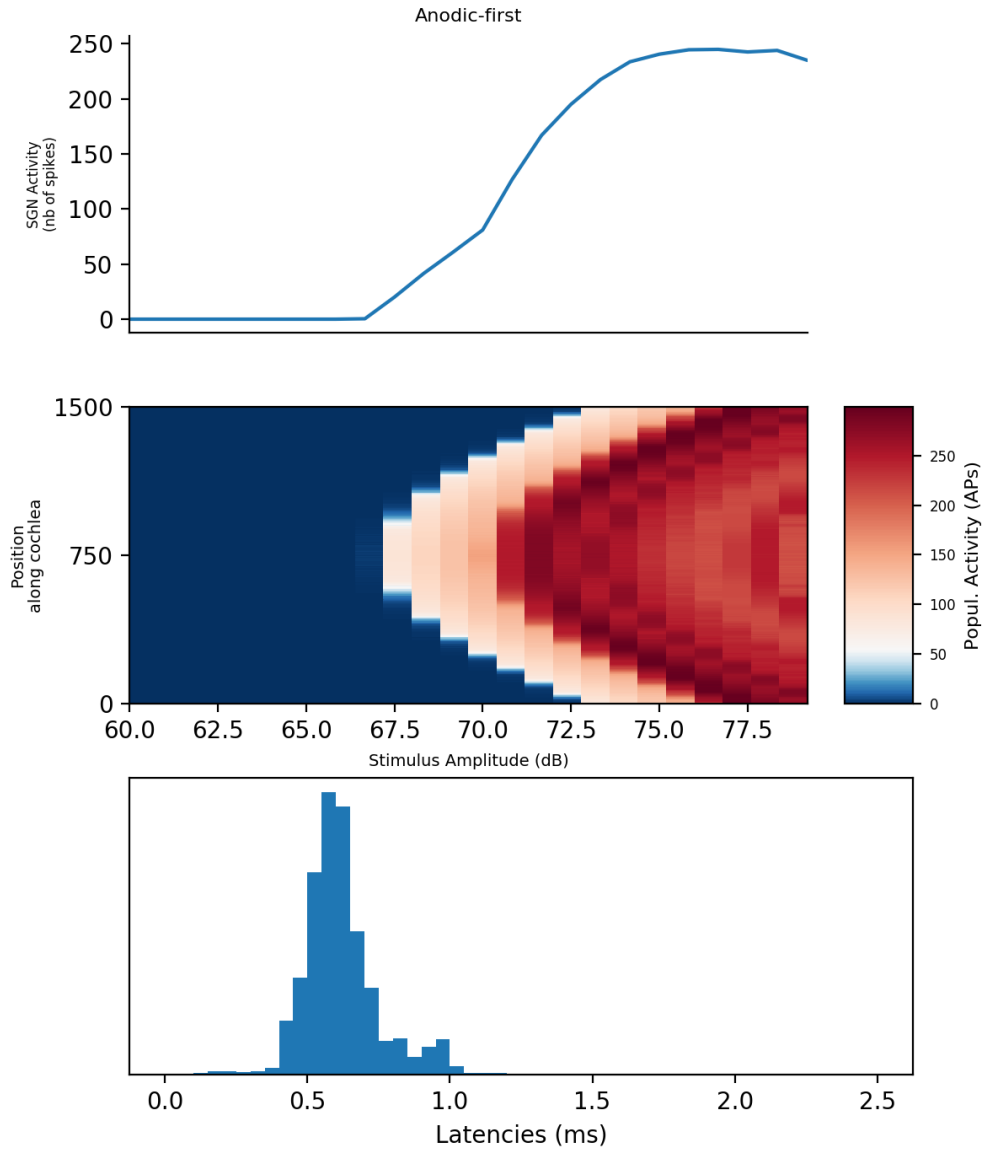 Anodic-first
250
200
150
100
50
0
SGN Activity
(nb of spikes)
1500
750
0
Position
along cochlea
60.0 62.5 65.0 67.5 70.0 72.5 75.0 77.5
Stimulus Amplitude (dB)
250
200
150
100
50
0
Popul. Activity (APs)
0.0 0.5 1.0 1.5 2.0 2.5
Latencies (ms)